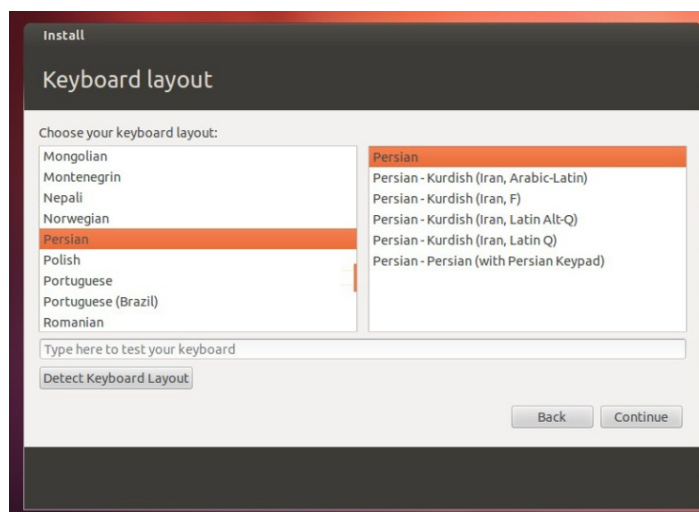 Install
Keyboard layout
Choose your keyboard layout:
Mongolian
Montenegrin
Nepali
Norwegian
Persian
Polish
Portuguese
Portuguese (Brazil)
Romanian
Persian
Persian - Kurdish (Iran, Arabic-Latin)
Persian - Kurdish (Iran, F)
Persian - Kurdish (Iran, Latin Alt-Q)
Persian - Kurdish (Iran, Latin Q)
Persian - Persian (with Persian Keypad)
Type here to test your keyboard
Detect Keyboard Layout
Back Continue